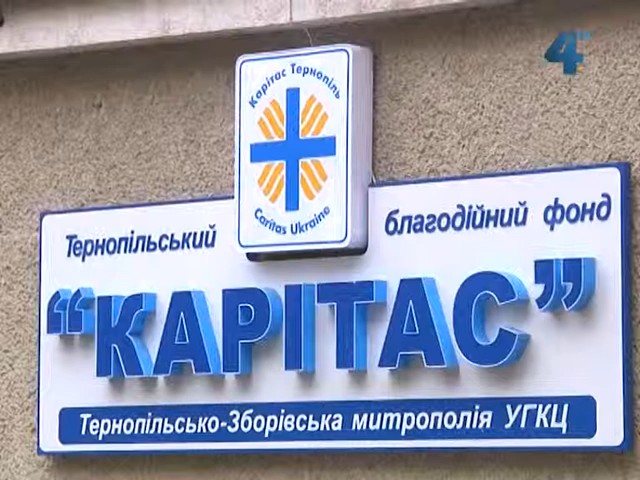 4
Карітас Тернопіль
Caritas Ukraine
Тернопільський благодійний фонд
“КАРІТАС”
Тернопільсько-Зборівська митрополія УГКЦ